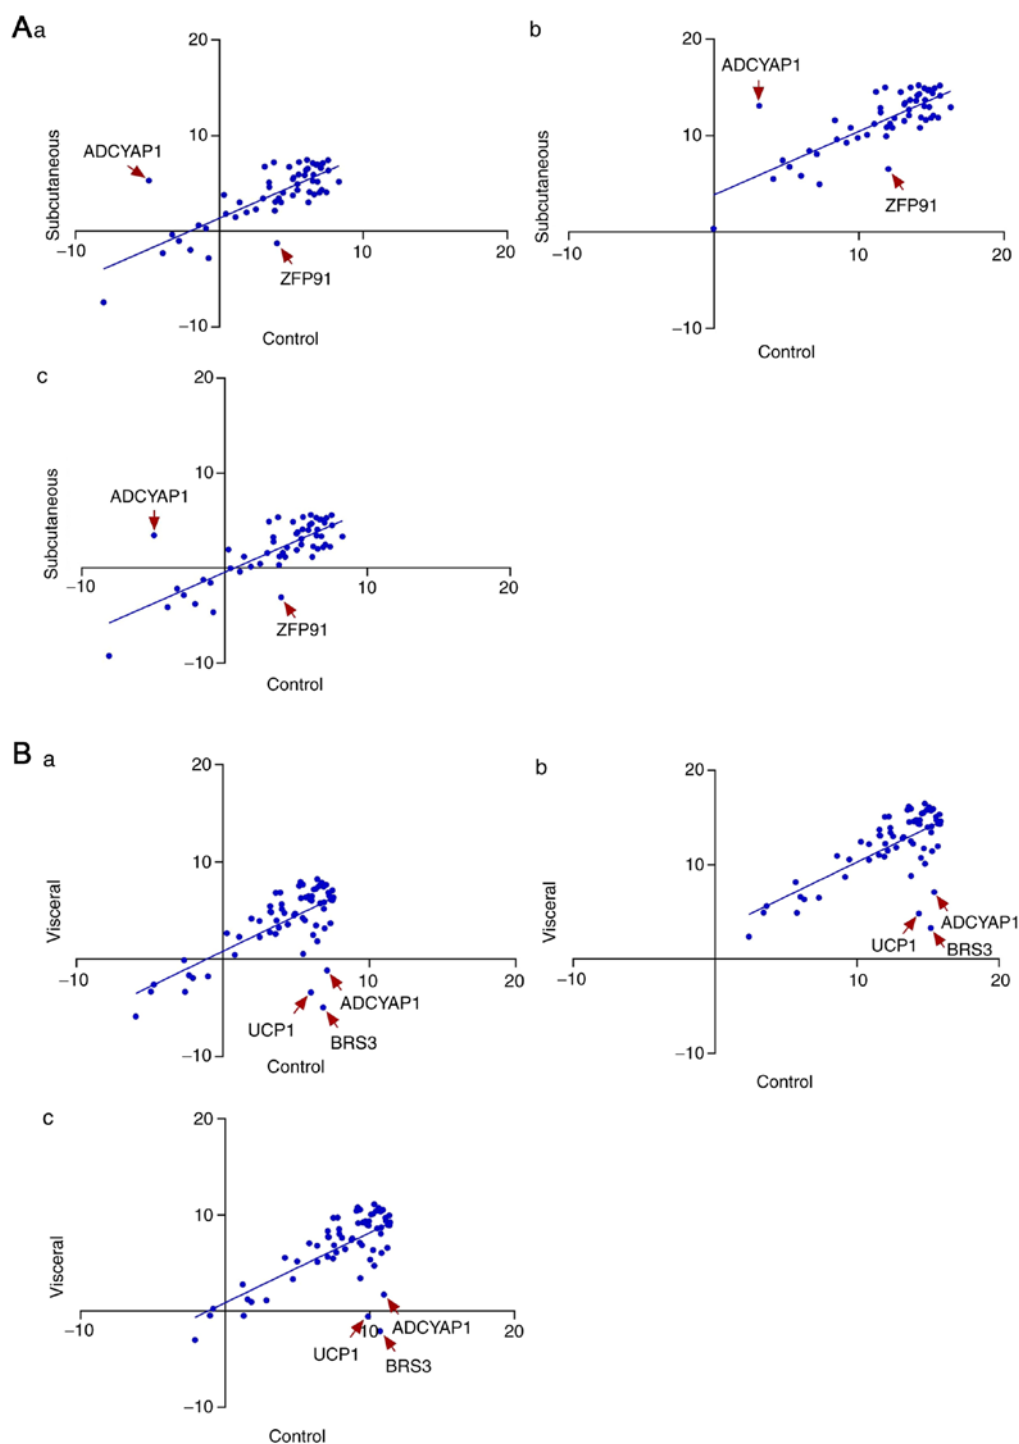 A a
20
10
ADCYAP1
Subcutaneous
−10
10
20
ZFP91
−10
Control
b
20
ADCYAP1
10
Subcutaneous
ZFP91
−10
10
20
−10
Control
c
20
10
ADCYAP1
Subcutaneous
−10
10
20
ZFP91
−10
Control
B a
20
10
Visceral
−10
10
20
ADCYAP1
UCP1
BRS3
−10
Control
b
20
10
Visceral
ADCYAP1
UCP1
BRS3
−10
10
20
−10
Control
c
20
10
Visceral
−10
10
20
ADCYAP1
UCP1
BRS3
−10
Control